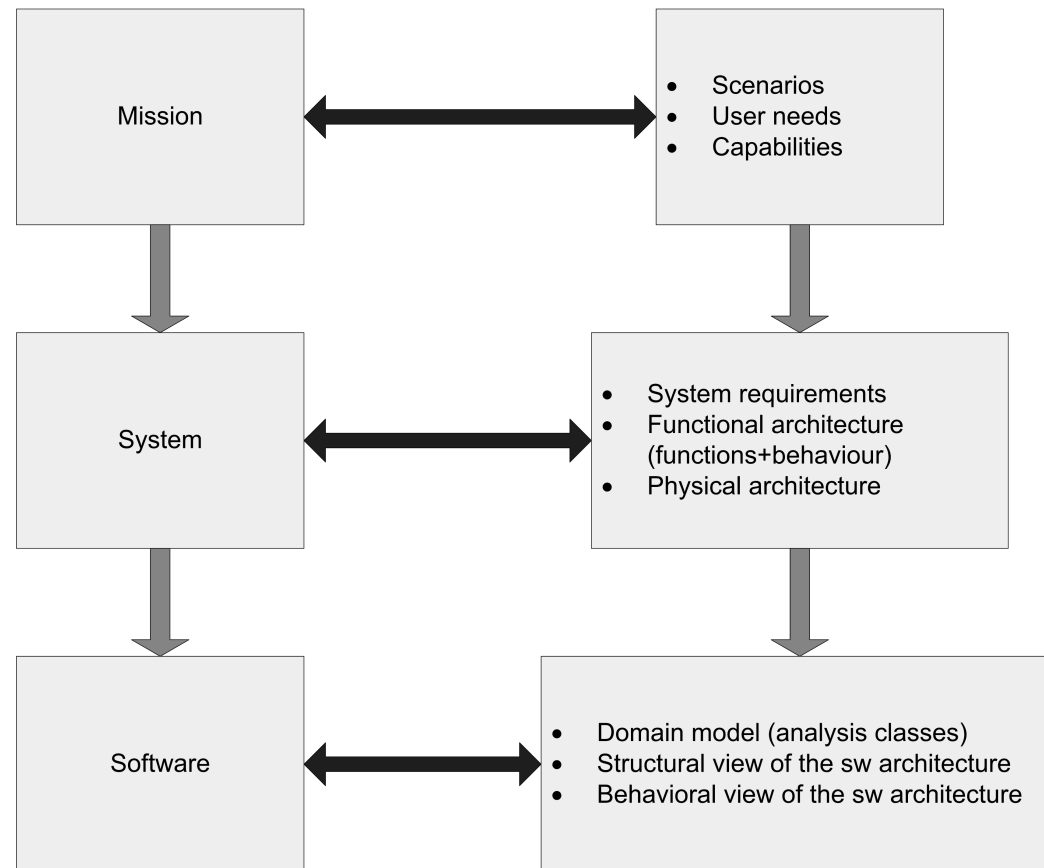 Mission
• Scenarios
• User needs
• Capabilities
System
• System requirements
• Functional architecture
(functions+behaviour)
• Physical architecture
Software
• Domain model (analysis classes)
• Structural view of the sw architecture
• Behavioral view of the sw architecture